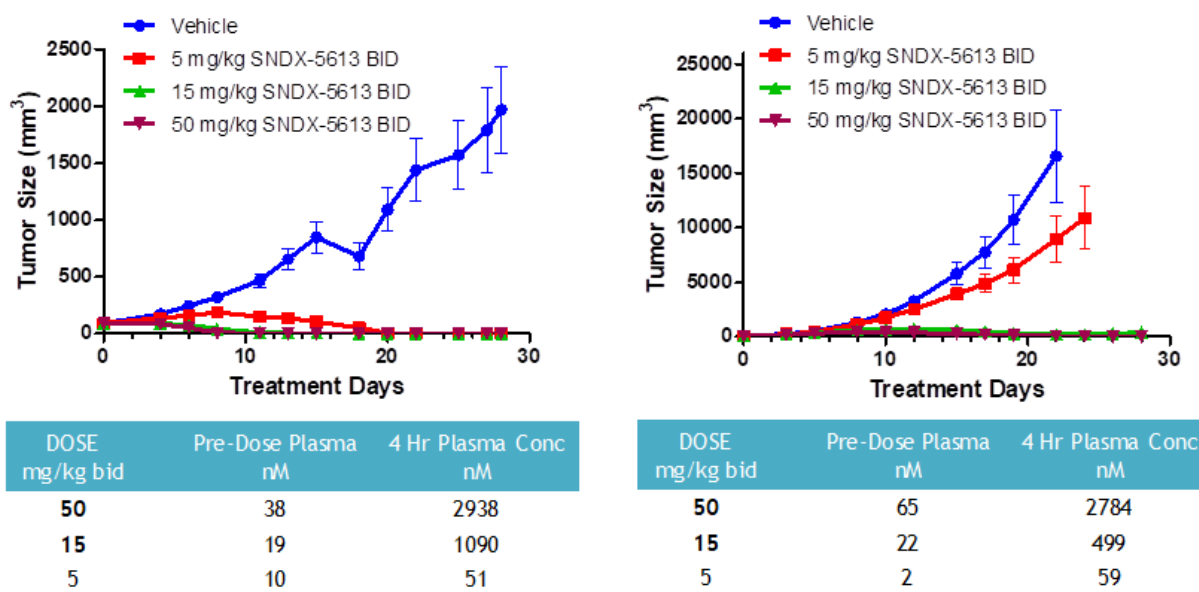 Vehicle
5 mg/kg SNDX-5613 BID
15 mg/kg SNDX-5613 BID
50 mg/kg SNDX-5613 BID
Tumor Size (mm³)
2500
2000
1500
1000
500
0
0 10 20 30
Treatment Days
DOSE Pre-Dose Plasma 4 Hr Plasma Conc
mg/kg bid nM nM
50 38 2938
15 19 1090
5 10 51
Vehicle
5 mg/kg SNDX-5613 BID
15 mg/kg SNDX-5613 BID
50 mg/kg SNDX-5613 BID
Tumor Size (mm³)
25000
20000
15000
10000
5000
0
0 10 20 30
Treatment Days
DOSE Pre-Dose Plasma 4 Hr Plasma Conc
mg/kg bid nM nM
50 65 2784
15 22 499
5 2 59